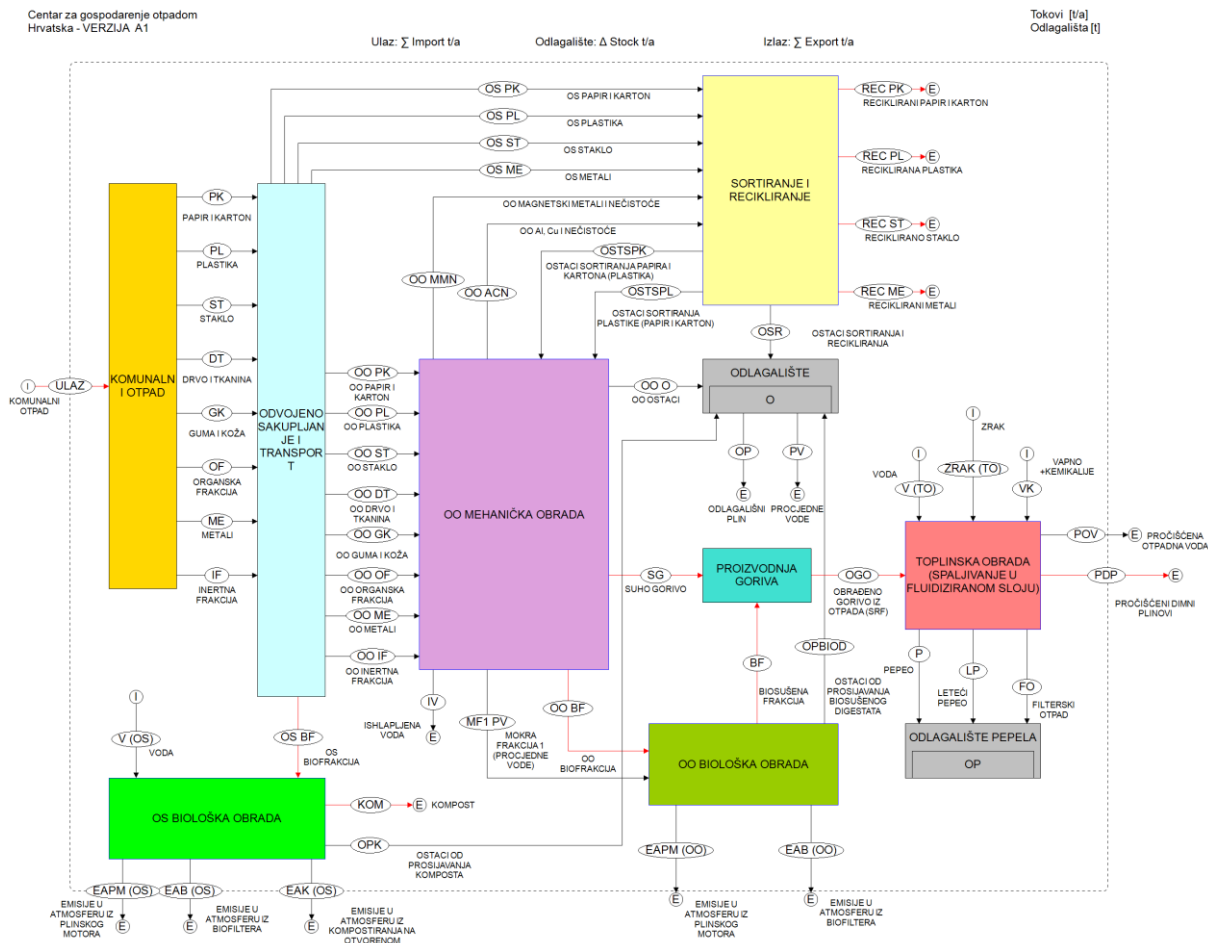 Centar za gospodarenje otpadom
Hrvatska - VERZIJA A1
Tokovi [t/a]
Odlagališta [t]
Ulaz: ∑ Import t/a
Odlagalište: Δ Stock t/a
Izlaz: ∑ Export t/a
OS PK
OS PAPIR I KARTON
OS PL
OS PLASTIKA
OS ST
OS STAKLO
OS ME
OS METALI
OO MAGNETSKI METALI I NEČISTOĆE
OO Al, Cu I NEČISTOĆE
OO MMN
OO ACN
OSTSPK
OSTACI SORTIRANJA PAPIRA I
KARTONA (PLASTIKA)
OSTSPL
OSTACI SORTIRANJA
PLASTIKE (PAPIR I KARTON)
SORTIRANJE I
RECIKLIRANJE
REC PK
E
RECIKLIRANI PAPIR I KARTON
REC PL
E
RECIKLIRANA PLASTIKA
REC ST
E
RECIKLIRANO STAKLO
REC ME
E
RECIKLIRANI METALI
OSR
OSTACI SORTIRANJA I
RECIKLIRANJA
I
ULAZ
KOMUNALNI
OTPAD
KOMUNALN
I OTPAD
PK
PAPIR I KARTON
PL
PLASTIKA
ST
STAKLO
DT
DRVO I TKANINA
GK
GUMA I KOŽA
OF
ORGANSKA
FRAKCIJA
ME
METALI
IF
INERTNA
FRAKCIJA
ODVOJENO
SAKUPLJAN
JE I
TRANSPOR
T
OO PK
OO PAPIR I
KARTON
OO PL
OO PLASTIKA
OO ST
OO STAKLO
OO DT
OO DRVO I
TKANINA
OO GK
OO GUMA I KOŽA
OO OF
OO ORGANSKA
FRAKCIJA
OO ME
OO METALI
OO IF
OO INERTNA
FRAKCIJA
OO MEHANIČKA OBRADA
OO O
OO OSTACI
ODLAGALIŠTE
O
OP
E
ODLAGALIŠNI
PLIN
PV
E
PROCJEDNE
VODE
SG
SUHO GORIVO
PROIZVODNJA
GORIVA
OGO
OBRAĐENO
GORIVO IZ
OTPADA (SRF)
I
ZRAK
ZRAK (TO)
I
VODA
V (TO)
I
VAPNO
+KEMIKALIJE
VK
TOPLINSKA OBRADA
(SPALJIVANJE U
FLUIDIZIRANOM SLOJU)
POV
E
PROČIŠĆENA
OTPADNA VODA
PDP
E
PROČIŠĆENI DIMNI
PLINOVI
P
PEPEO
LP
LETEĆI
PEPEO
FO
FILTERSKI
OTPAD
ODLAGALIŠTE PEPELA
OP
BF
BIOSUŠENA
FRAKCIJA
OPBIOD
OSTACI OD
PROSIJAVANJA
BIOSUŠENOG
DIGESTATA
IV
ISHLAPLJENA
VODA
E
MF1 PV
MOKRA
FRAKCIJA 1
(PROCJEDNE
VODE)
OO BF
OO
BIOFRAKCIJA
OO BIOLOŠKA OBRADA
EAPM (OO)
E
EMISIJE U
ATMOSFERU IZ
PLINSKOG
MOTORA
EAB (OO)
E
EMISIJE U
ATMOSFERU IZ
BIOFILTERA
I
V (OS)
VODA
OS BF
OS
BIOFRAKCIJA
OS BIOLOŠKA OBRADA
KOM
E
KOMPOST
OPK
OSTACI OD
PROSIJAVANJA
KOMPOSTA
EAPM (OS)
E
EMISIJE U
ATMOSFERU IZ
PLINSKOG
MOTORA
EAB (OS)
E
EMISIJE U
ATMOSFERU IZ
BIOFILTERA
EAK (OS)
E
EMISIJE U
ATMOSFERU IZ
KOMPOSTIRANJA NA
OTVORENOM